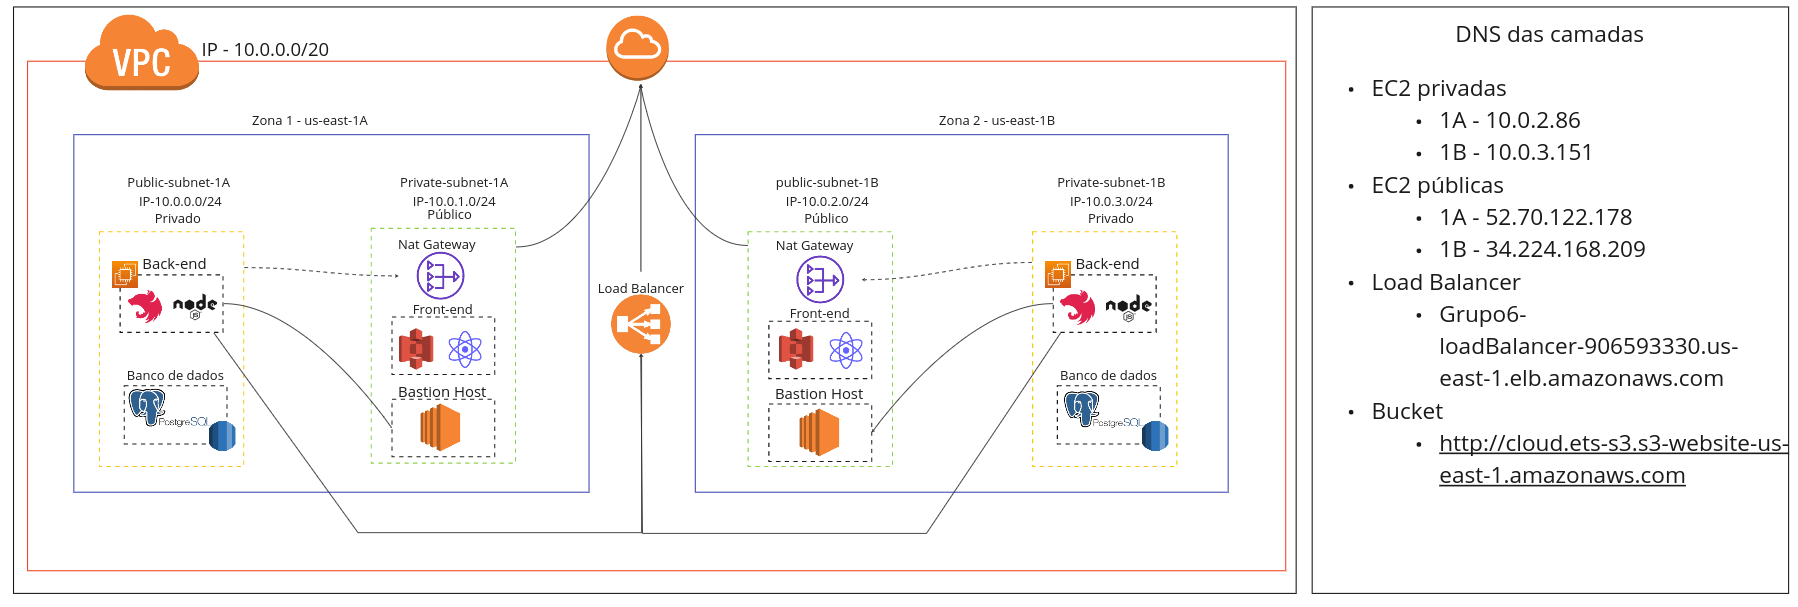 VPC
IP - 10.0.0.0/20
Zona 1 - us-east-1A
Public-subnet-1A
IP-10.0.0.0/24
Privado
Back-end
node
JS
Banco de dados
PostgreSQL
Private-subnet-1A
IP-10.0.1.0/24
Público
Nat Gateway
Front-end
Bastion Host
Load Balancer
Zona 2 - us-east-1B
public-subnet-1B
IP-10.0.2.0/24
Público
Nat Gateway
Front-end
Bastion Host
Private-subnet-1B
IP-10.0.3.0/24
Privado
Back-end
node
JS
Banco de dados
PostgreSQL
DNS das camadas
• EC2 privadas
• 1A - 10.0.2.86
• 1B - 10.0.3.151
• EC2 públicas
• 1A - 52.70.122.178
• 1B - 34.224.168.209
• Load Balancer
• Grupo6-
loadBalancer-906593330.us-
east-1.elb.amazonaws.com
• Bucket
• http://cloud.ets-s3.s3-website-us-
east-1.amazonaws.com